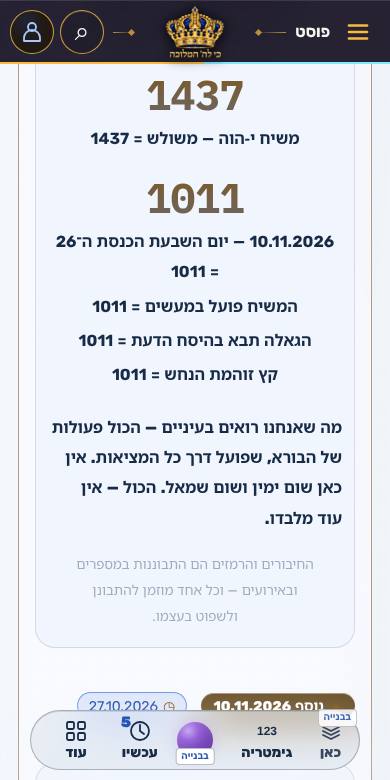 פוסט
כי לה' המלוכה
1437
משיח י-הוה – משולש = 1437
1011
10.11.2026 – יום השבעת הכנסת ה־26
= 1011
המשיח פועל במעשים = 1011
הגאלה תבא בהיסח הדעת = 1011
קץ זוהמת הנחש = 1011
מה שאנחנו רואים בעיניים – הכול פעולות
של הבורא, שפועל דרך כל המציאות. אין
כאן שום ימין ושום שמאל. הכול – אין
עוד מלבדו.
החיבורים והרמזים הם התבוננות במספרים
ובאירועים – וכל אחד מוזמן להתבונן
ולשפוט בעצמו.
נוסף 10.11.2026
27.10.2026
בבנייה
כאן
123
גימטריה
בבנייה
5
עכשיו
עוד